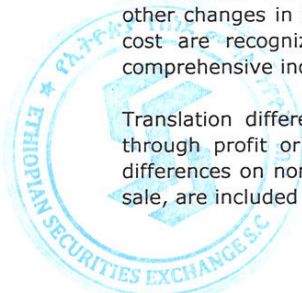 other changes in
cost are recogniz
comprehensive inc
Translation differe
through profit or
differences on non
sale, are included
ETHIOPIAN SECURITIES EXCHANGE S.C